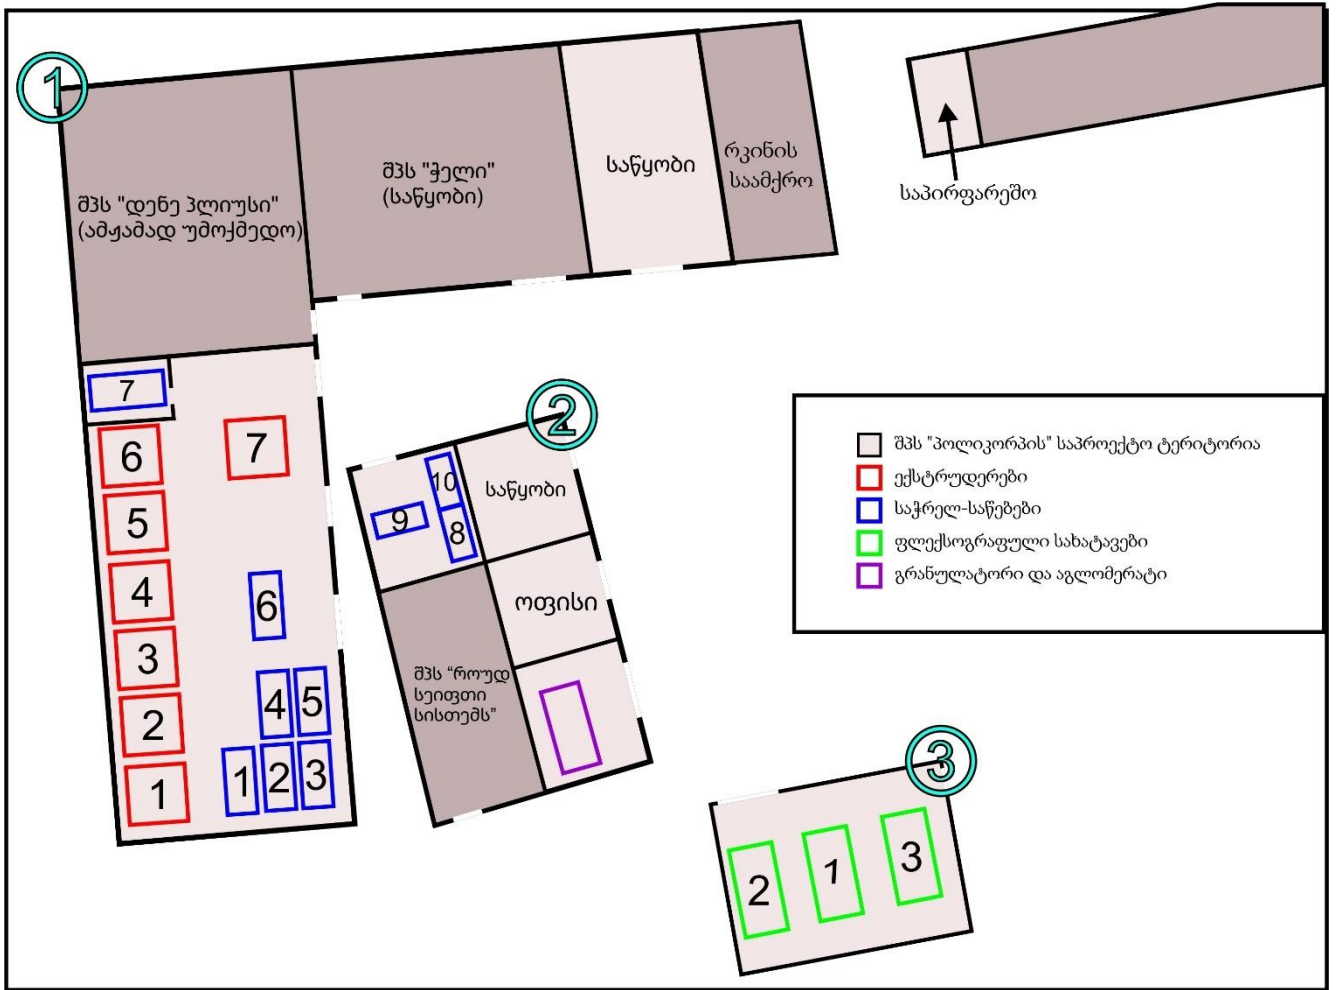 1
შპს "დენე პლიუსი"
(ამჟამად უმოქმედო)
შპს "ჭელი"
(საწყობი)
საწყობი
რკინის
საამქრო
საპირფარეშო
7
6
7
5
4
6
3
4
5
2
1
1
2
3
2
10
9
8
საწყობი
ოფისი
შპს “როუდ
სეიფთი
სისთემს”
შპს "პოლიკორპის" საპროექტო ტერიტორია
ექსტრუდერები
საჭრელ-საწებები
ფლექსოგრაფული სახატავები
გრანულატორი და აგლომერატი
3
2
1
3